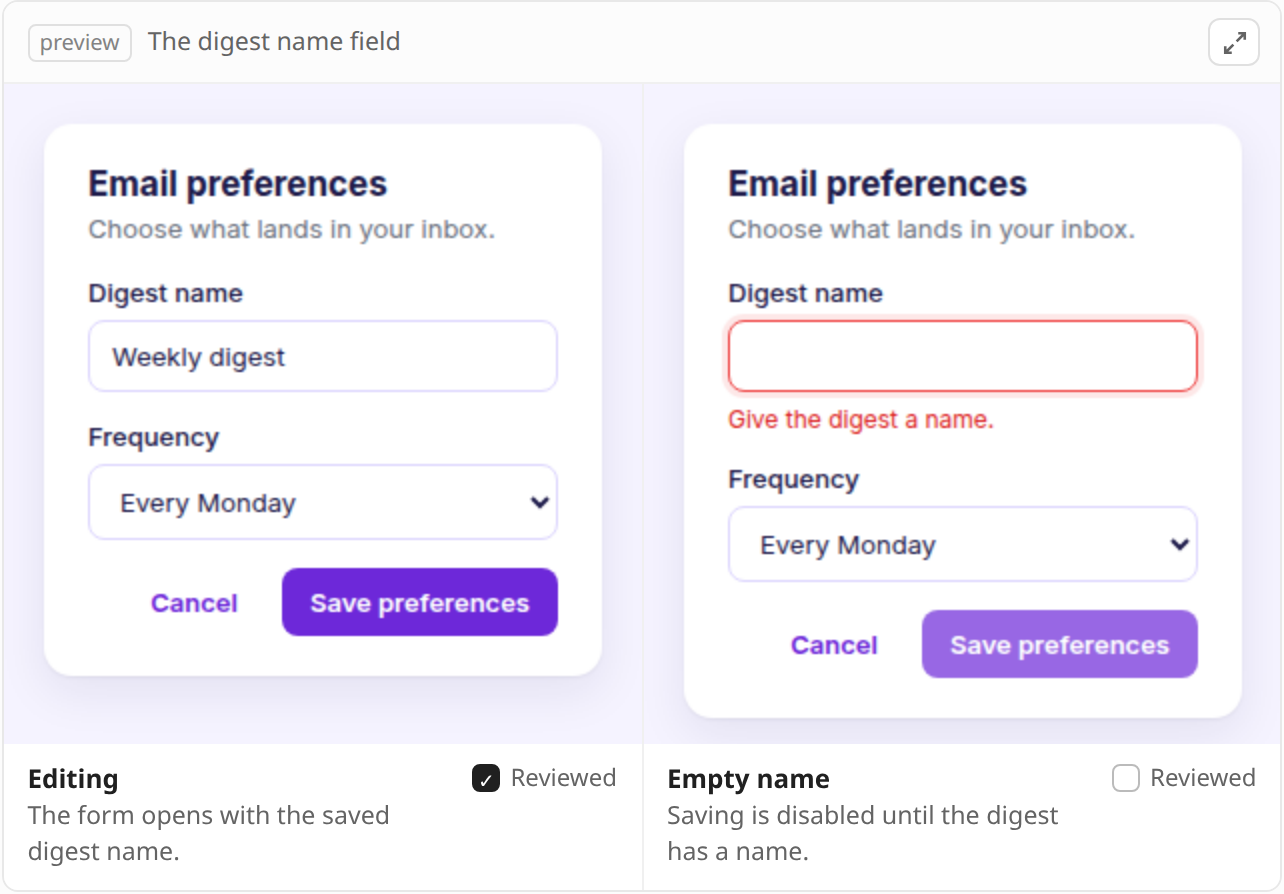 preview The digest name field
Email preferences
Choose what lands in your inbox.
Digest name
Weekly digest
Frequency
Every Monday
Cancel Save preferences
Editing
Reviewed
The form opens with the saved
digest name.
Email preferences
Choose what lands in your inbox.
Digest name
Give the digest a name.
Frequency
Every Monday
Cancel Save preferences
Empty name
Reviewed
Saving is disabled until the digest
has a name.